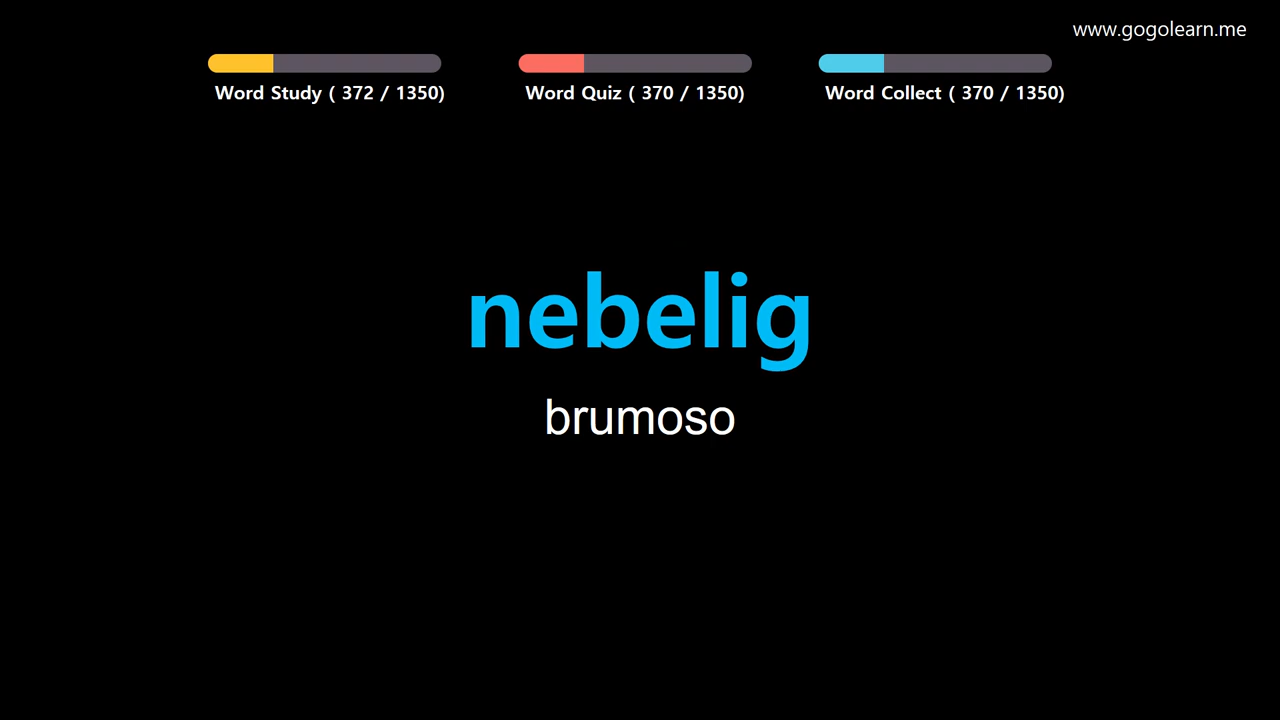 www.gogolearn.me
Word Study ( 372 / 1350)
Word Quiz ( 370 / 1350)
Word Collect ( 370 / 1350)
nebelig
brumoso